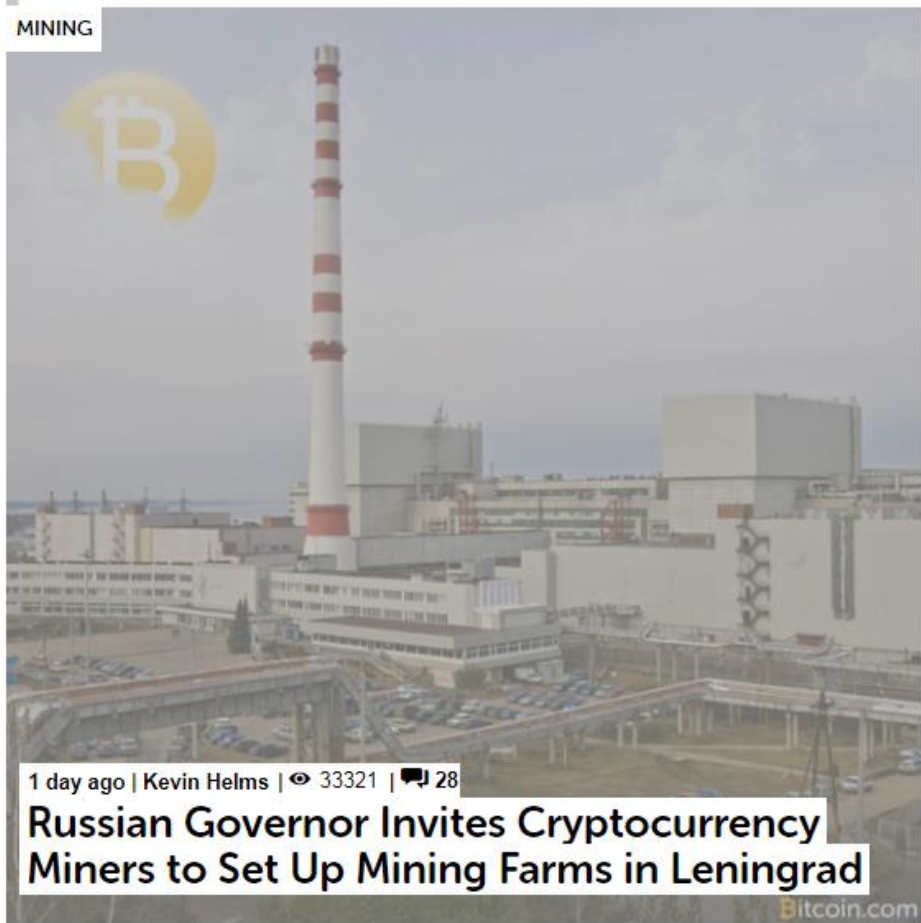 MINING
1 day ago | Kevin Helms | 33321 | 28
Russian Governor Invites Cryptocurrency
Miners to Set Up Mining Farms in Leningrad
Bitcoin.com